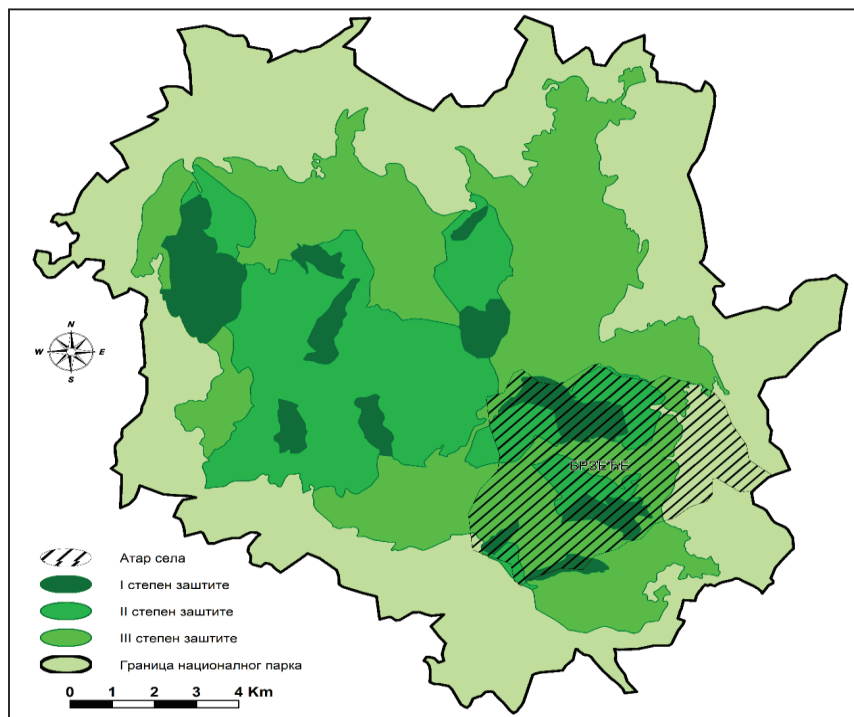 N
W E
S
БРЗЕЋЕ
Атар села
I степен заштите
II степен заштите
III степен заштите
Граница националног парка
0 1 2 3 4 Km